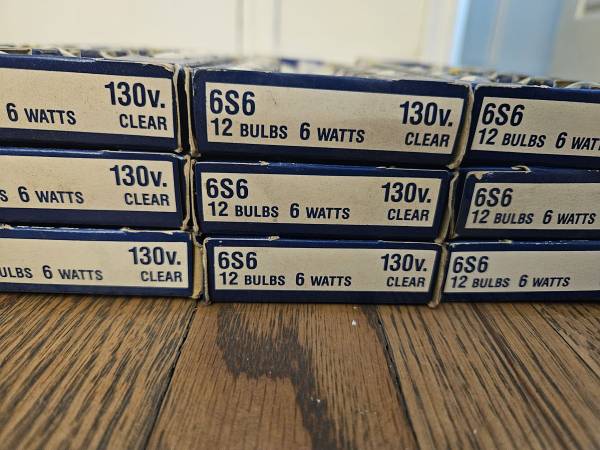 130v.
6 WATTS CLEAR
6S6 130v.
12 BULBS 6 WATTS CLEAR
6S6
12 BULBS 6 WAT
130v.
S 6 WATTS CLEAR
6S6 130v.
12 BULBS 6 WATTS CLEAR
6S6
12 BULBS 6 WATTS
130v.
ULBS 6 WATTS CLEAR
6S6 130v.
12 BULBS 6 WATTS CLEAR
6S6
12 BULBS 6 WATTS